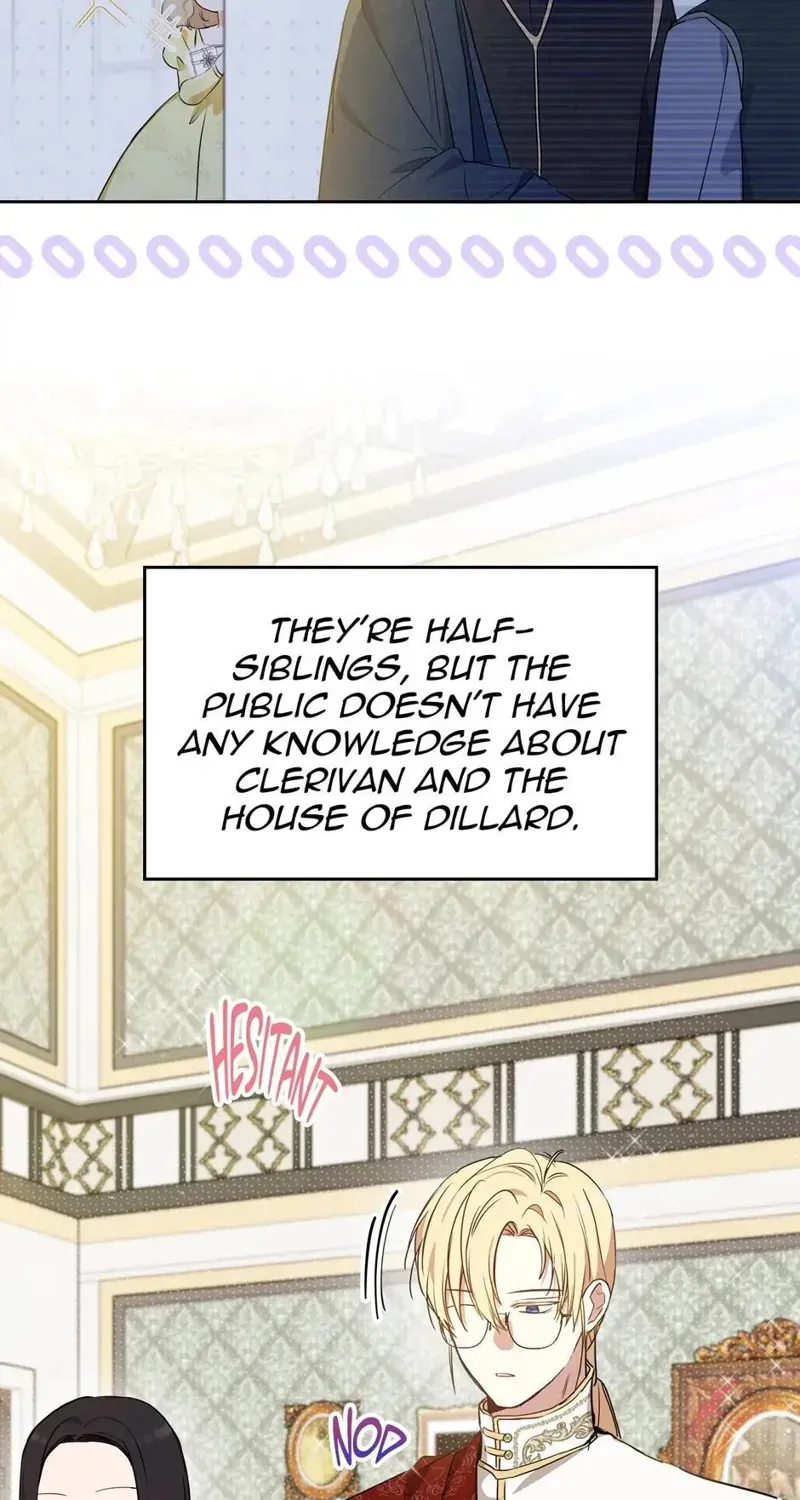 THEY'RE HALF-
SIBLINGS, BUT THE
PUBLIC DOESN'T HAVE
ANY KNOWLEDGE ABOUT
CLERIVAN AND THE
HOUSE OF DILLARD.
HESITANT
NOD